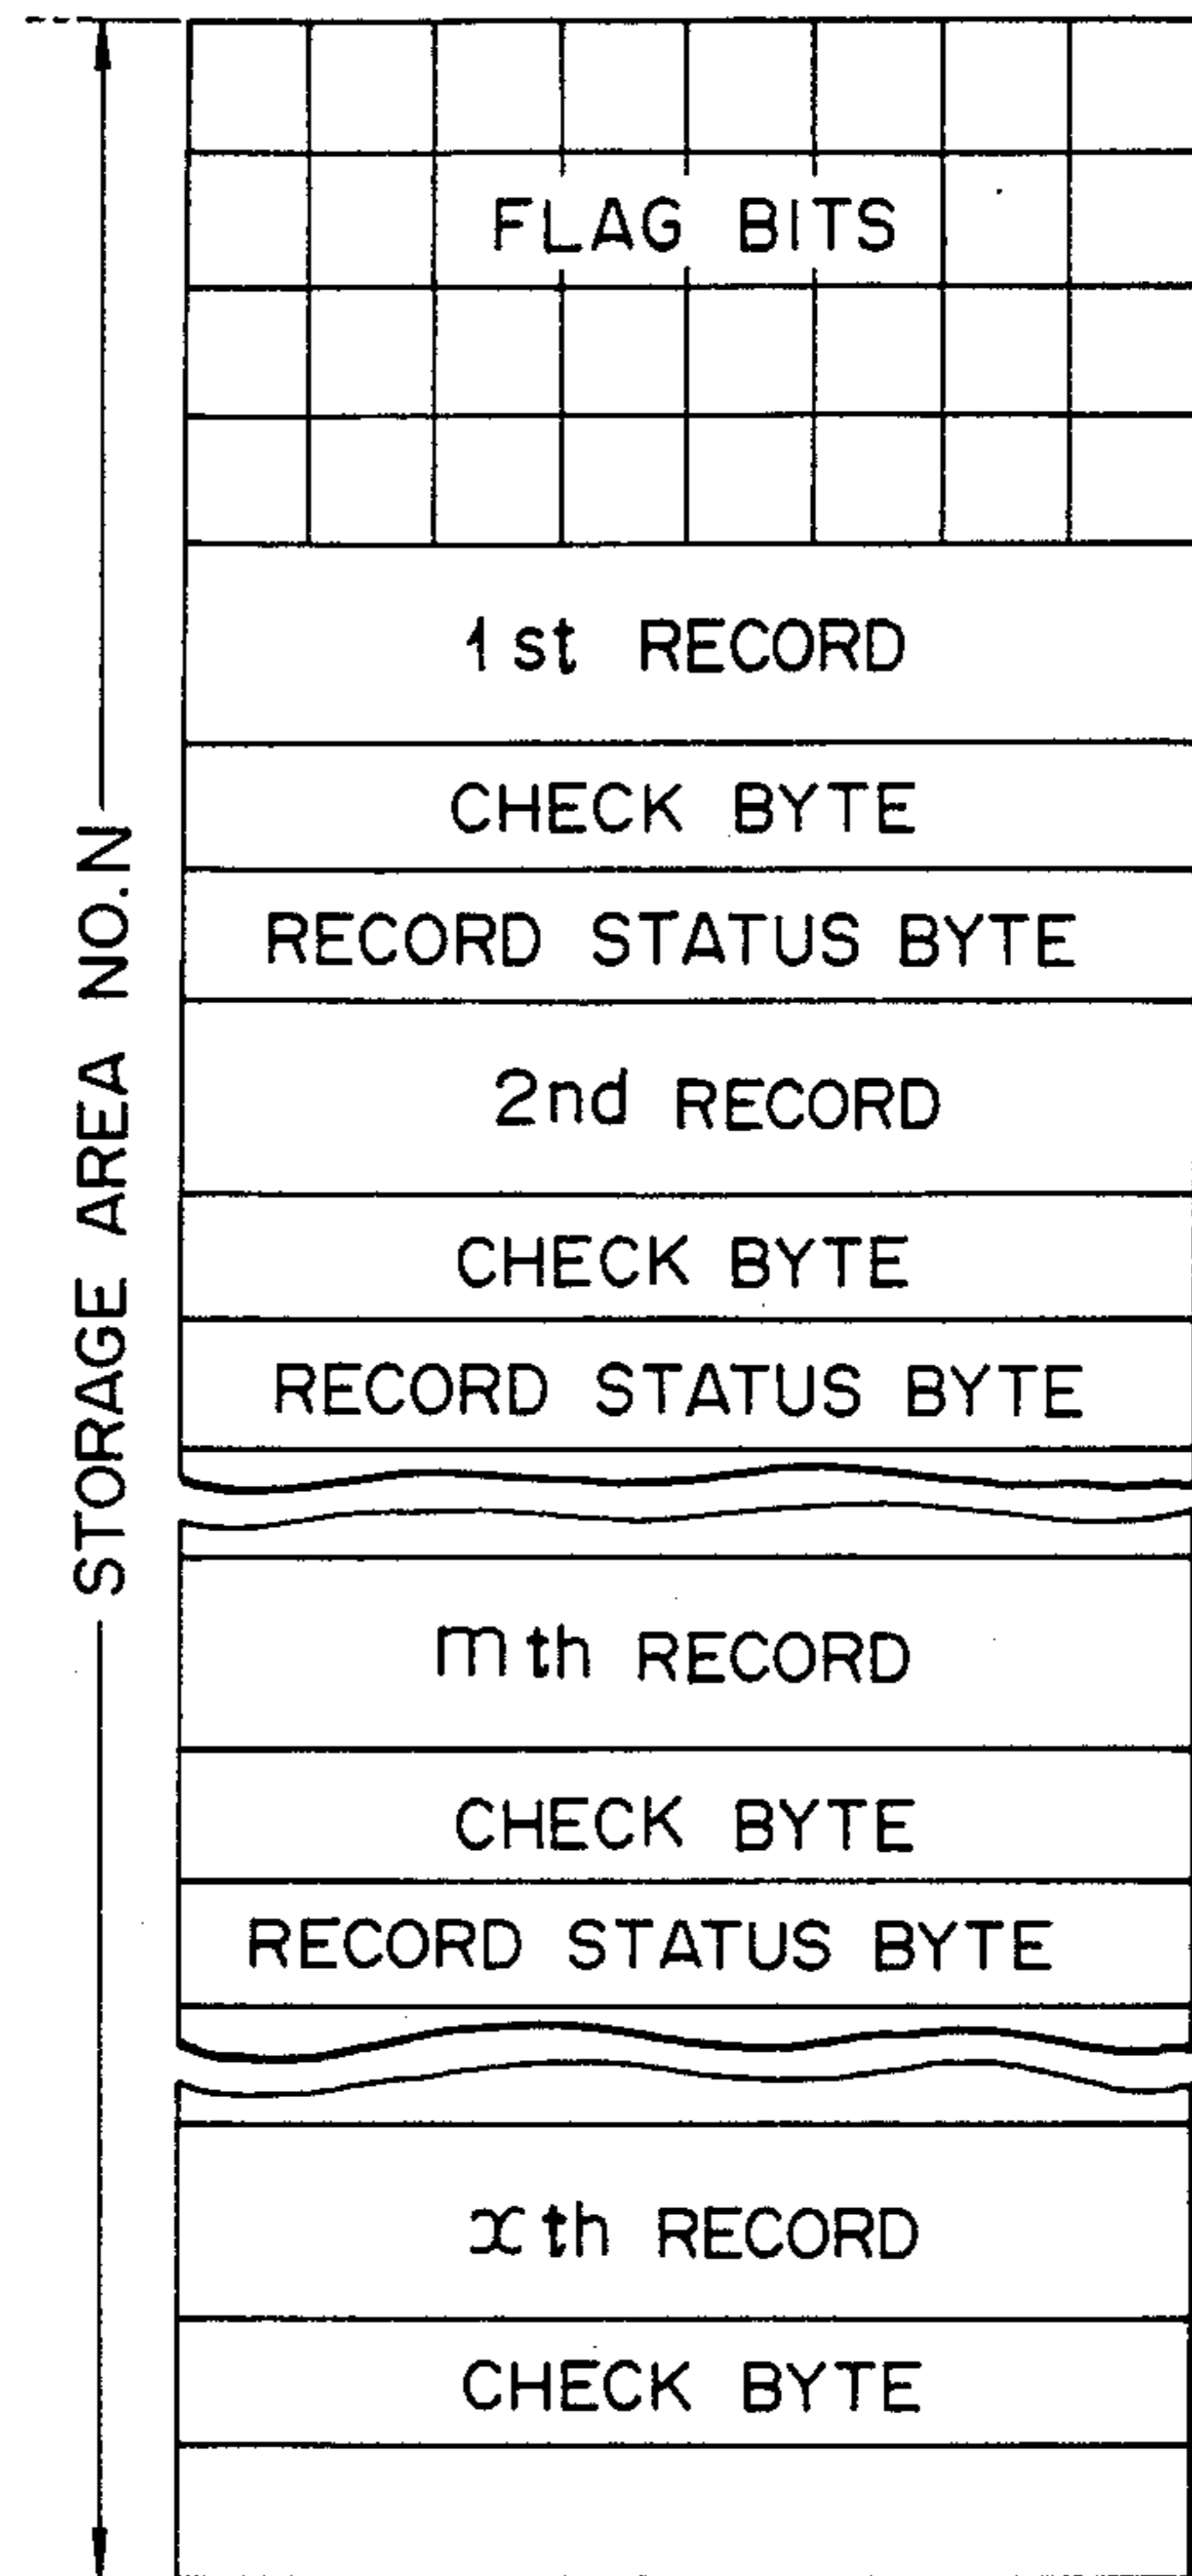 STORAGE AREA NO.N
FLAG BITS
1st RECORD
CHECK BYTE
RECORD STATUS BYTE
2nd RECORD
CHECK BYTE
RECORD STATUS BYTE
mth RECORD
CHECK BYTE
RECORD STATUS BYTE
xth RECORD
CHECK BYTE